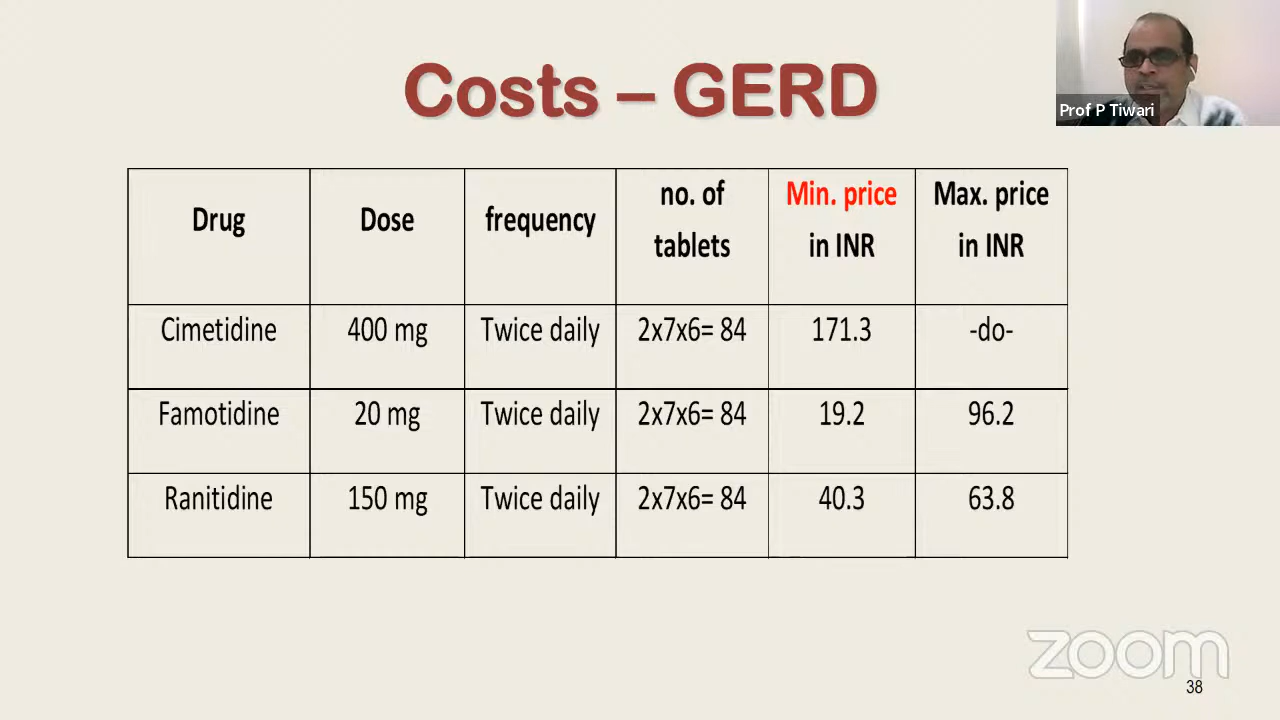 Costs – GERD
Prof P Tiwari
Drug Dose frequency no. of tablets Min. price in INR Max. price in INR
Cimetidine 400 mg Twice daily 2x7x6= 84 171.3 -do-
Famotidine 20 mg Twice daily 2x7x6= 84 19.2 96.2
Ranitidine 150 mg Twice daily 2x7x6= 84 40.3 63.8
zoom
38